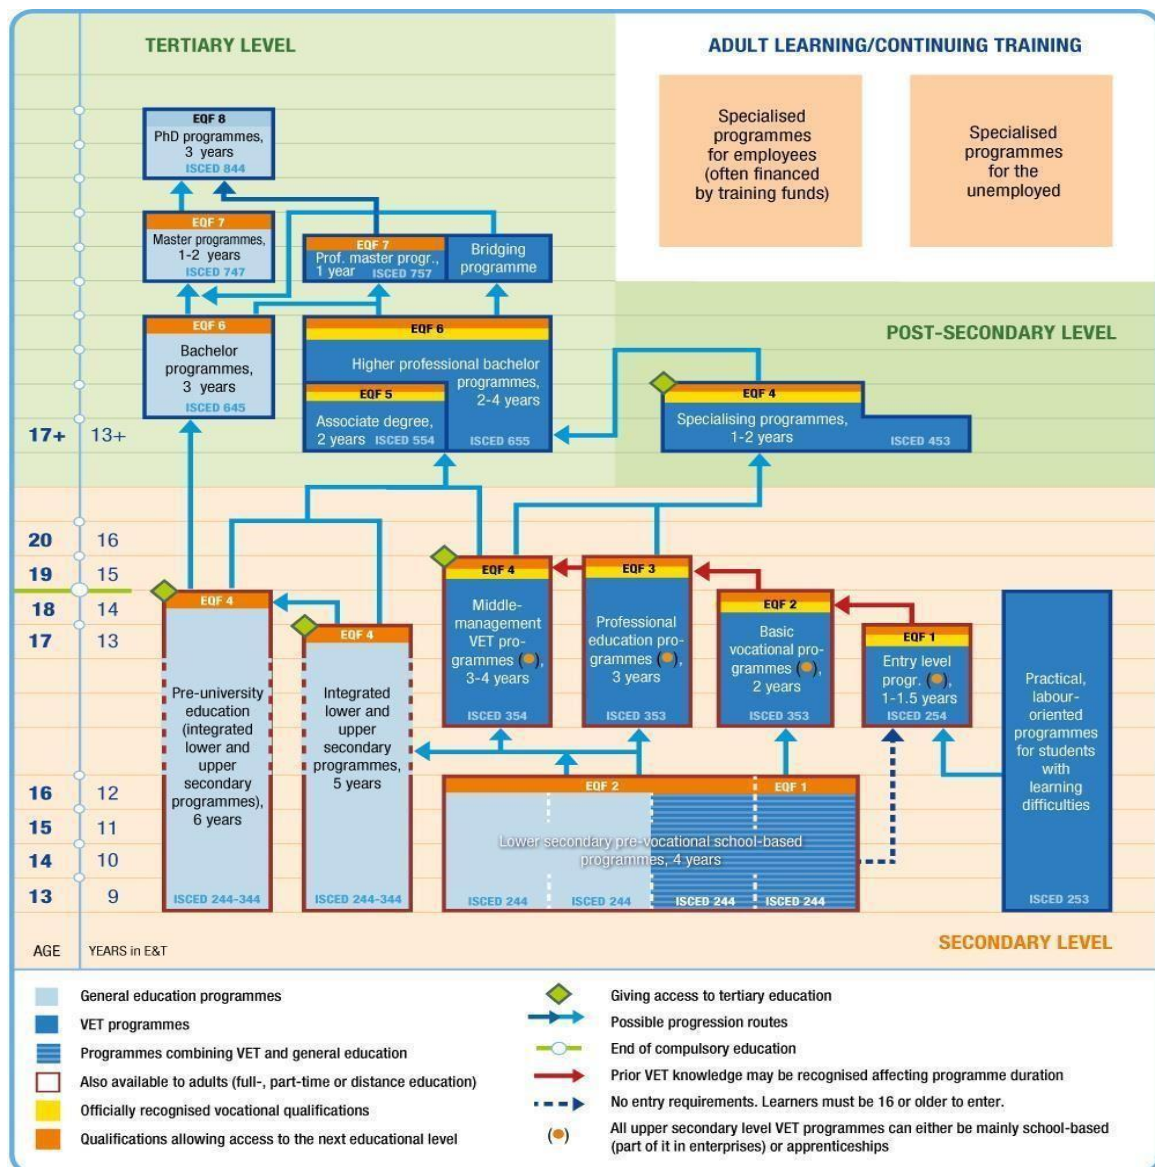 TERTIARY LEVEL
ADULT LEARNING/CONTINUING TRAINING
Specialised
programmes
for employees
(often financed
by training funds)
Specialised
programmes
for the
unemployed
EQF 8
PhD programmes,
3 years
ISCED 844
EQF 7
Master programmes,
1-2 years
ISCED 747
EQF 7
Prof. master progr.,
1 year ISCED 757
Bridging
programme
EQF 6
Bachelor
programmes,
3 years
ISCED 645
EQF 6
Higher professional bachelor
programmes,
2-4 years
ISCED 655
EQF 5
Associate degree,
2 years ISCED 554
POST-SECONDARY LEVEL
EQF 4
Specialising programmes,
1-2 years
ISCED 453
17+ 13+
20 16
19 15
18 14
17 13
16 12
15 11
14 10
13 9
AGE YEARS in E&T
EQF 4
Pre-university
education
(integrated
lower and
upper
secondary
programmes),
6 years
ISCED 244-344
EQF 4
Integrated
lower and
upper
secondary
programmes,
5 years
ISCED 244-344
EQF 4
Middle-
management
VET pro-
grammes ( ),
3-4 years
ISCED 354
EQF 3
Professional
education pro-
grammes ( ),
3 years
ISCED 353
EQF 2
Basic
vocational pro-
grammes ( ),
2 years
ISCED 353
EQF 1
Entry level
progr. ( ),
1-1.5 years
ISCED 254
Practical,
labour-
oriented
programmes
for students
with
learning
difficulties
ISCED 253
EQF 2 EQF 1
Lower secondary pre-vocational school-based
programmes, 4 years
ISCED 244 ISCED 244 ISCED 244 ISCED 244
SECONDARY LEVEL
General education programmes
VET programmes
Programmes combining VET and general education
Also available to adults (full-, part-time or distance education)
Officially recognised vocational qualifications
Qualifications allowing access to the next educational level
Giving access to tertiary education
Possible progression routes
End of compulsory education
Prior VET knowledge may be recognised affecting programme duration
No entry requirements. Learners must be 16 or older to enter.
( ) All upper secondary level VET programmes can either be mainly school-based
(part of it in enterprises) or apprenticeships